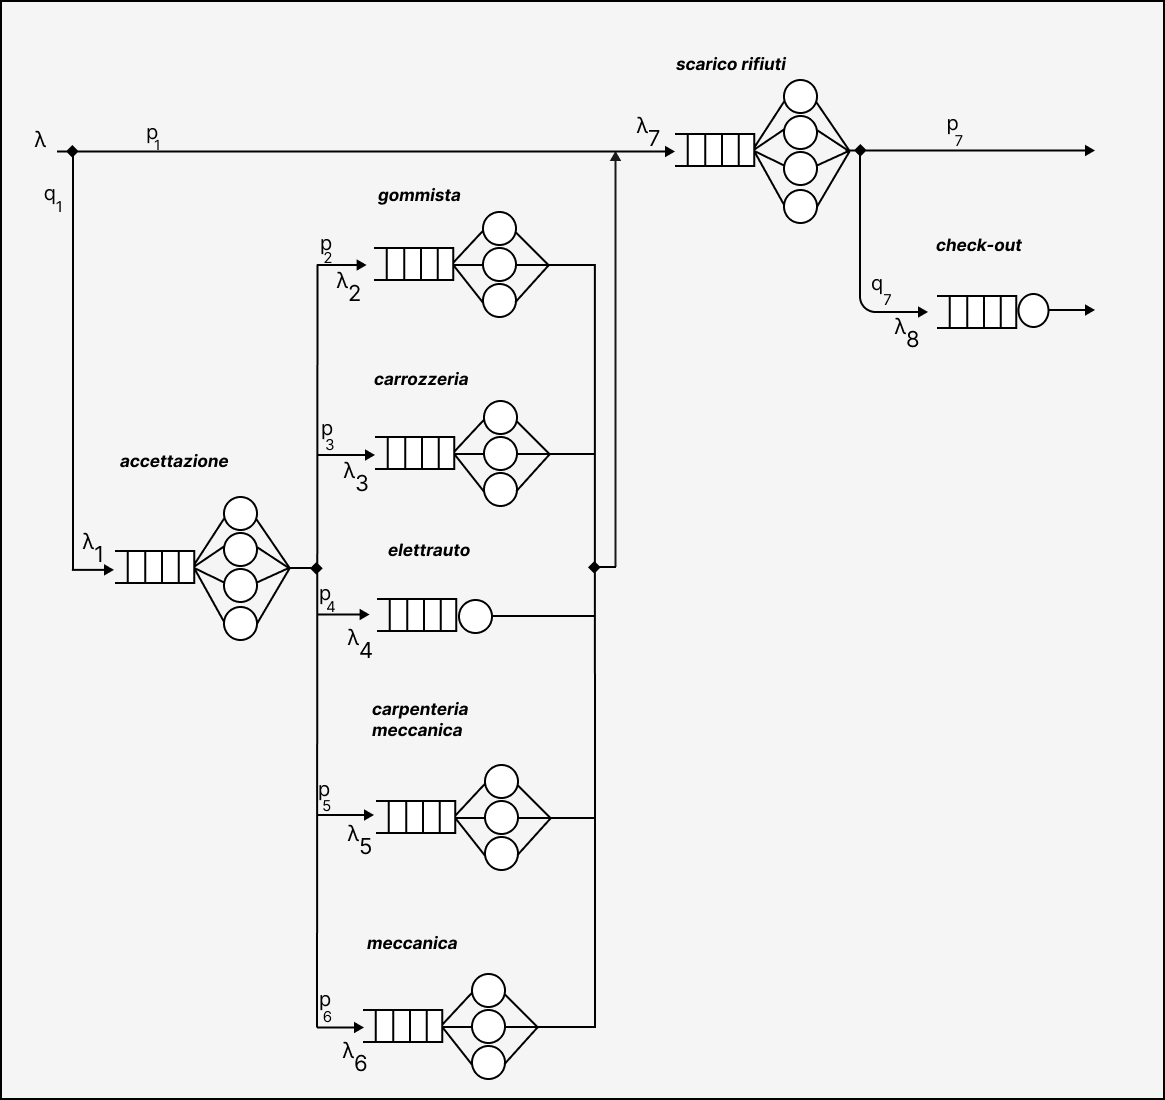 scarico rifiuti
λ
p1
λ7
p7
q1
gommista
p2
λ2
check-out
q7
λ8
carrozzeria
p3
λ3
accettazione
λ1
elettrauto
p4
λ4
carpenteria
meccanica
p5
λ5
meccanica
p6
λ6